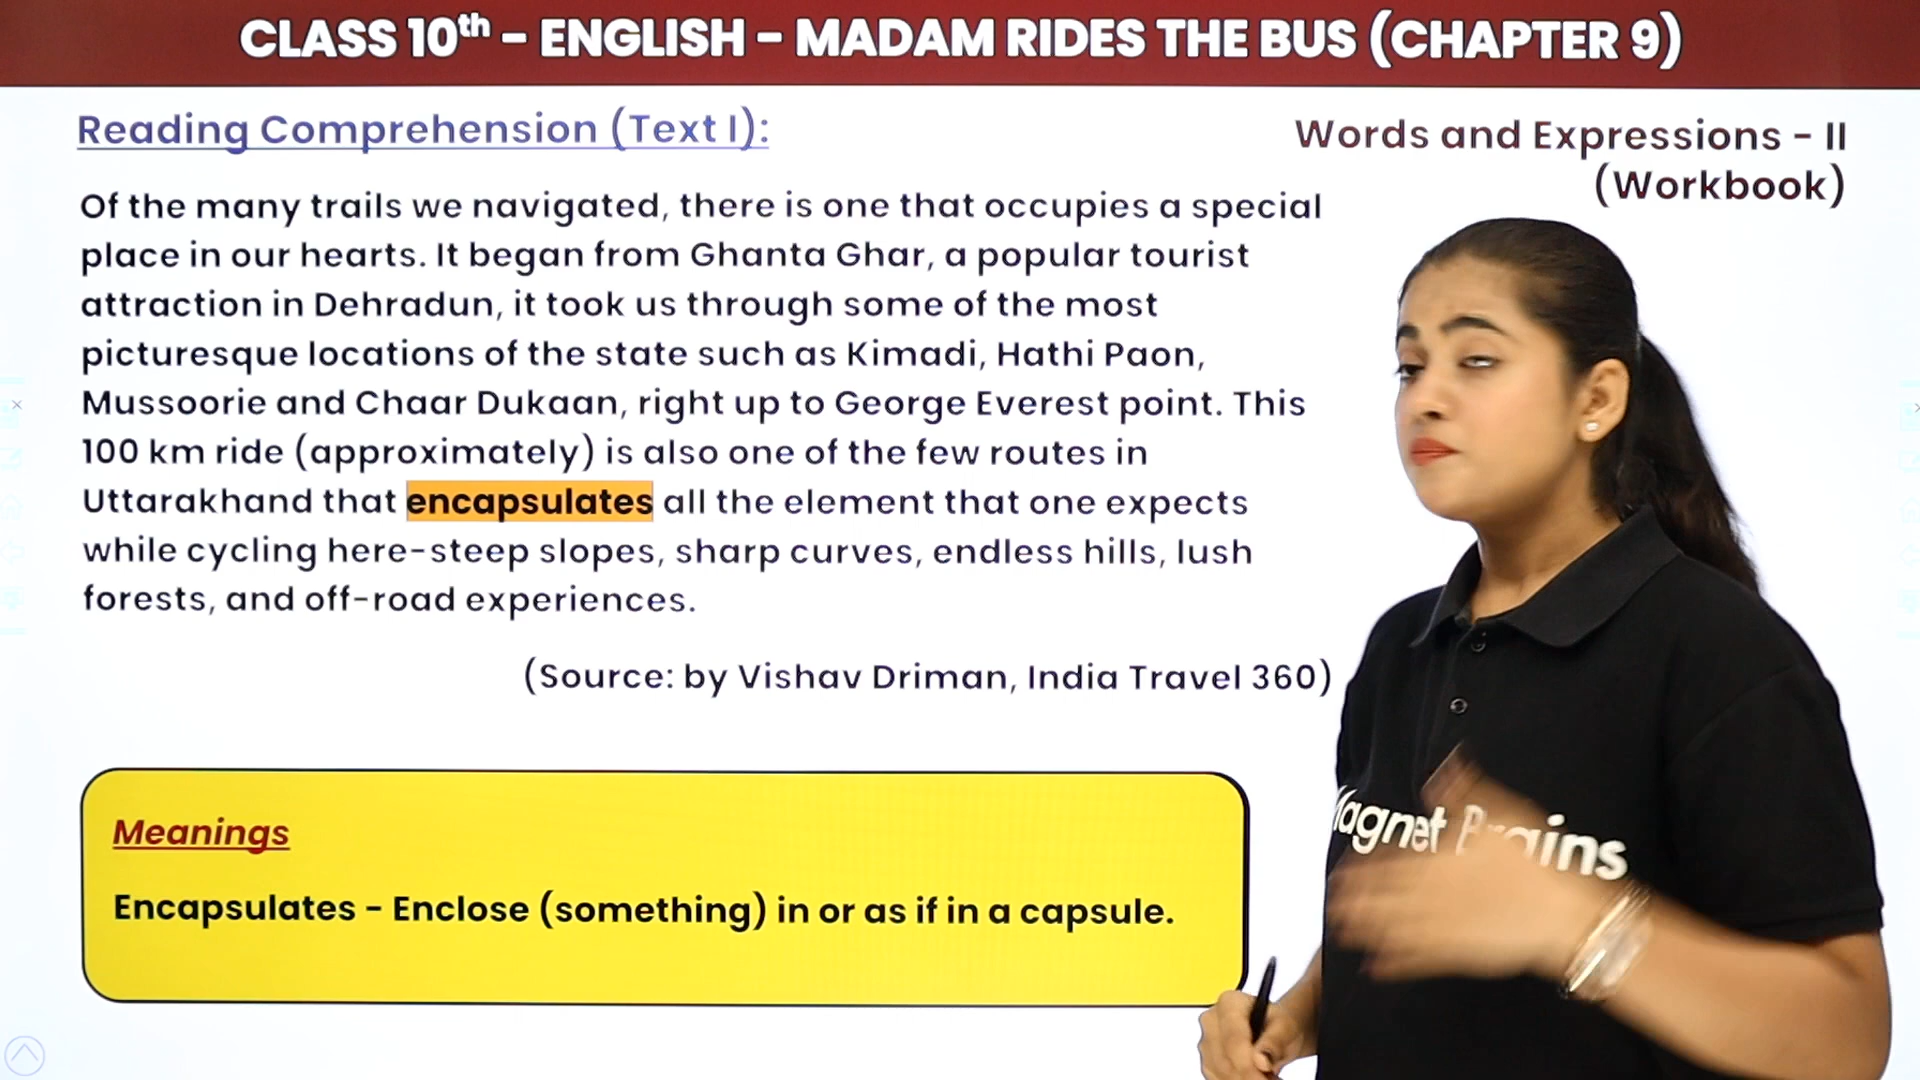 CLASS 10th - ENGLISH - MADAM RIDES THE BUS (CHAPTER 9)
Reading Comprehension (Text I):
Words and Expressions - II
(Workbook)
Of the many trails we navigated, there is one that occupies a special
place in our hearts. It began from Ghanta Ghar, a popular tourist
attraction in Dehradun, it took us through some of the most
picturesque locations of the state such as Kimadi, Hathi Paon,
Mussoorie and Chaar Dukaan, right up to George Everest point. This
100 km ride (approximately) is also one of the few routes in
Uttarakhand that encapsulates all the element that one expects
while cycling here-steep slopes, sharp curves, endless hills, lush
forests, and off-road experiences.
(Source: by Vishav Driman, India Travel 360)
Meanings
Encapsulates - Enclose (something) in or as if in a capsule.
Magnet Brains